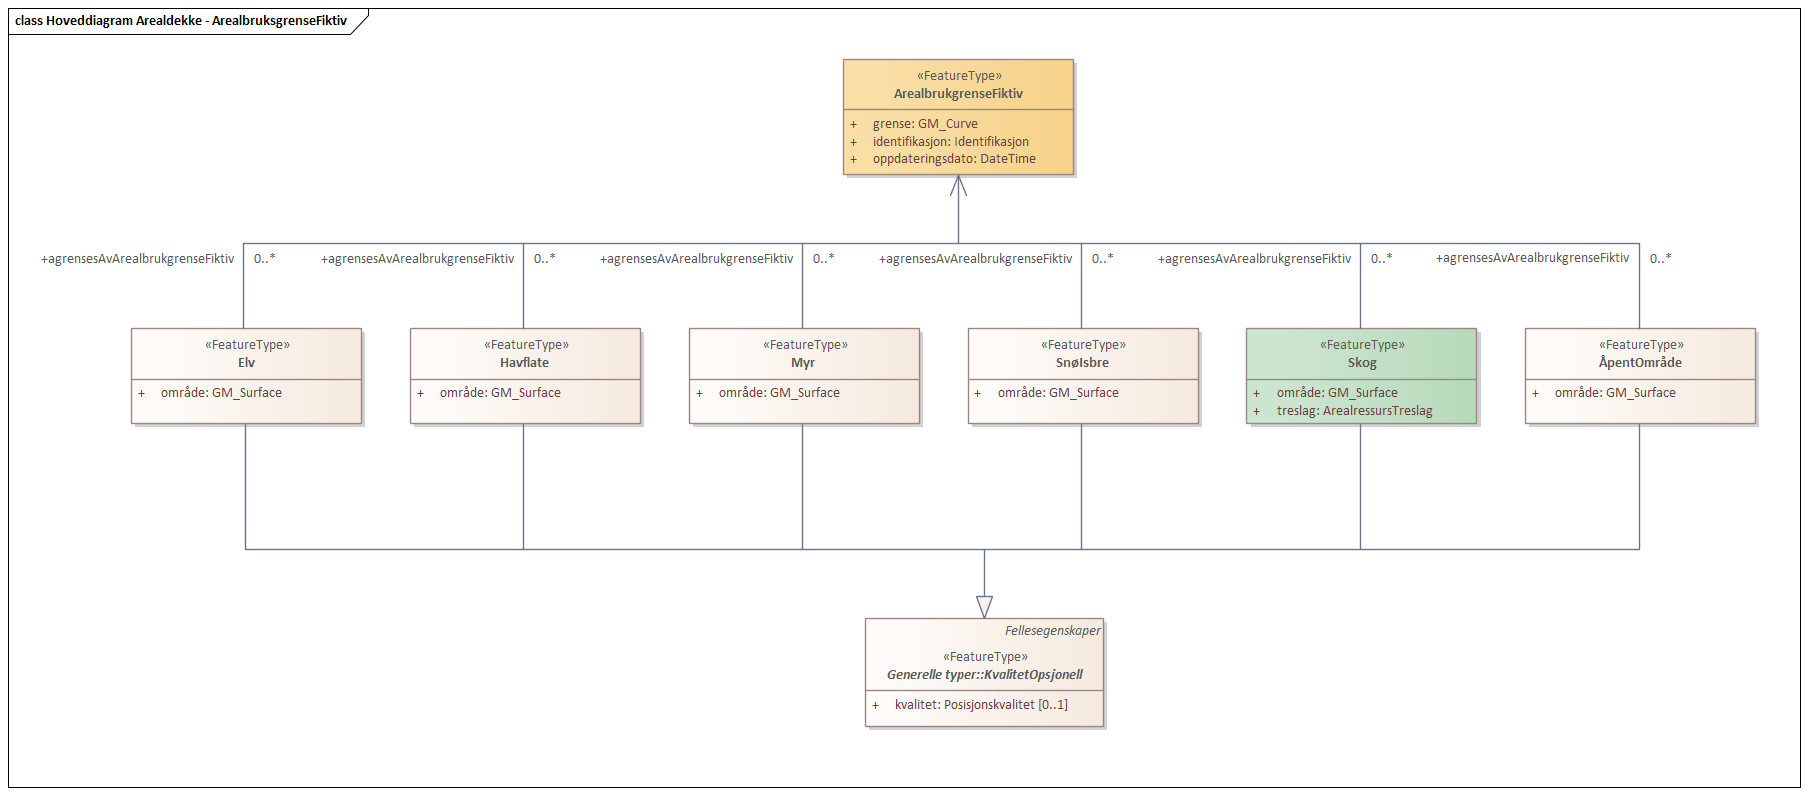 class Hoveddiagram Arealdekke - ArealbruksgrenseFiktiv
«FeatureType»
ArealbrukgrenseFiktiv
+ grense: GM_Curve
+ identifikasjon: Identifikasjon
+ oppdateringsdato: DateTime
+agrensesAvArealbrukgrenseFiktiv 0..*
+agrensesAvArealbrukgrenseFiktiv 0..*
+agrensesAvArealbrukgrenseFiktiv 0..*
+agrensesAvArealbrukgrenseFiktiv 0..*
+agrensesAvArealbrukgrenseFiktiv 0..*
+agrensesAvArealbrukgrenseFiktiv 0..*
«FeatureType»
Elv
+ område: GM_Surface
«FeatureType»
Havflate
+ område: GM_Surface
«FeatureType»
Myr
+ område: GM_Surface
«FeatureType»
SnøIsbre
+ område: GM_Surface
«FeatureType»
Skog
+ område: GM_Surface
+ treslag: ArealressursTreslag
«FeatureType»
ÅpentOmråde
+ område: GM_Surface
Fellesegenskaper
«FeatureType»
Generelle typer::KvalitetOpsjonell
+ kvalitet: Posisjonskvalitet [0..1]